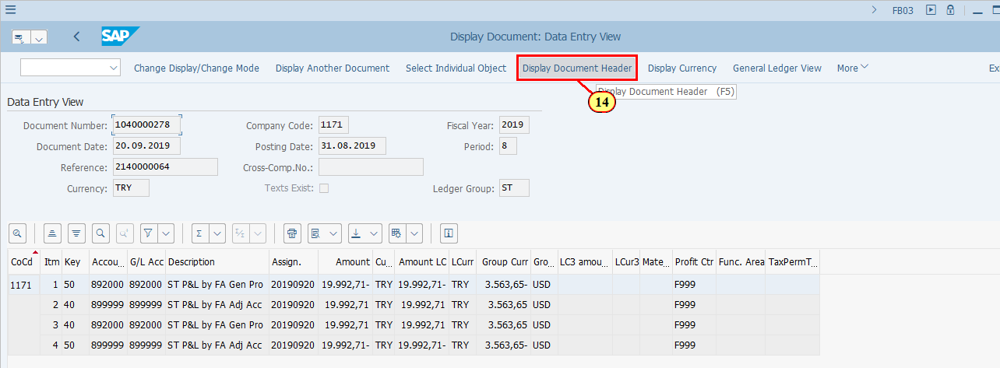 FB03
SAP Display Document: Data Entry View
Change Display/Change Mode Display Another Document Select Individual Object Display Document Header Display Currency General Ledger View More
Display Document Header (F5)
14
Data Entry View
Document Number: 1040000278 Company Code: 1171 Fiscal Year: 2019
Document Date: 20.09.2019 Posting Date: 31.08.2019 Period: 8
Reference: 2140000064 Cross-Comp.No.:
Currency: TRY Texts Exist: Ledger Group: ST
CoCd Itm Key Accou... G/L Acc Description Assign. Amount Cu... Amount LC LCurr Group Curr Gro... LC3 amou... LCur3 Mate... Profit Ctr Func. Area TaxPermT...
1171 1 50 892000 892000 ST P&L by FA Gen Pro 20190920 19.992,71- TRY 19.992,71- TRY 3.563,65- USD F999
2 40 899999 899999 ST P&L by FA Adj Acc 20190920 19.992,71 TRY 19.992,71 TRY 3.563,65 USD F999
3 40 892000 892000 ST P&L by FA Gen Pro 20190920 19.992,71 TRY 19.992,71 TRY 3.563,65 USD F999
4 50 899999 899999 ST P&L by FA Adj Acc 20190920 19.992,71- TRY 19.992,71- TRY 3.563,65- USD F999